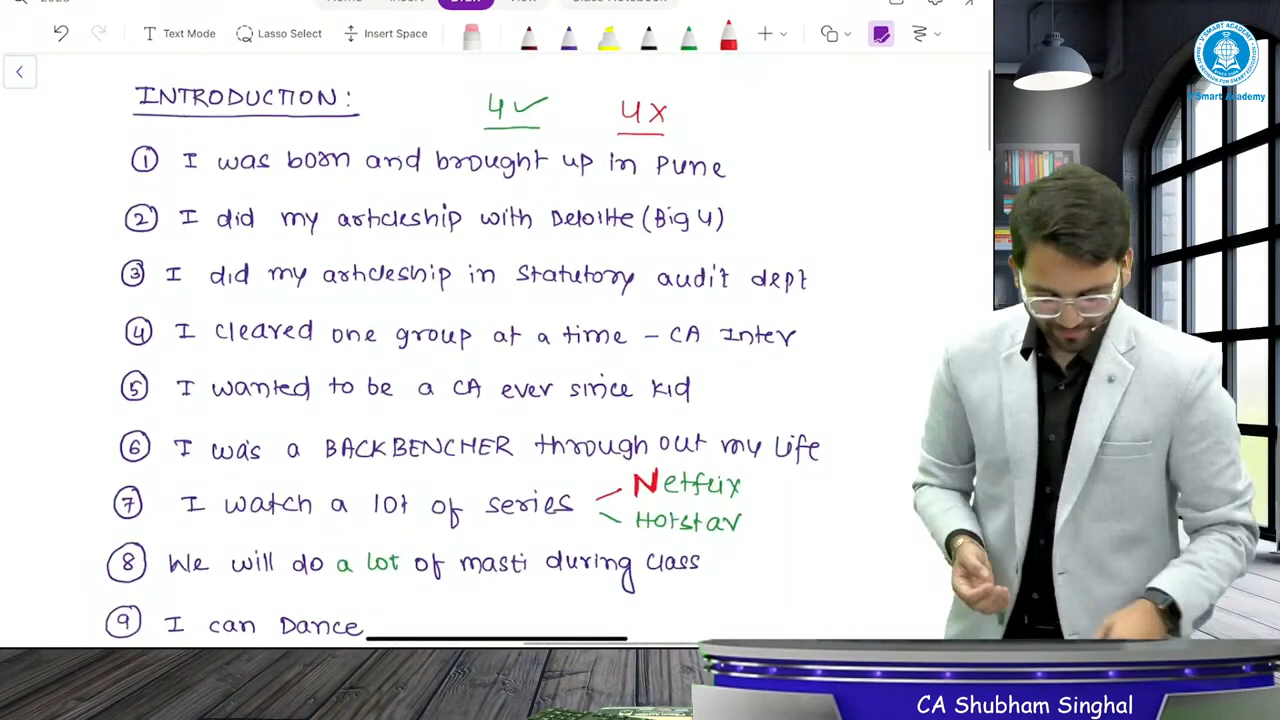 Text Mode
Lasso Select
Insert Space
V'Smart Academy
INTRODUCTION:
4✓ 4x
① I was born and brought up in Pune
② I did my articleship with Deloitte (Big 4)
③ I did my articleship in statutory audit dept
④ I cleared one group at a time - CA Inter
⑤ I wanted to be a CA ever since kid
⑥ I was a BACKBENCHER through out my life
⑦ I watch a lot of series
Netflix
Hotstar
⑧ We will do a lot of masti during class
⑨ I can Dance
CA Shubham Singhal